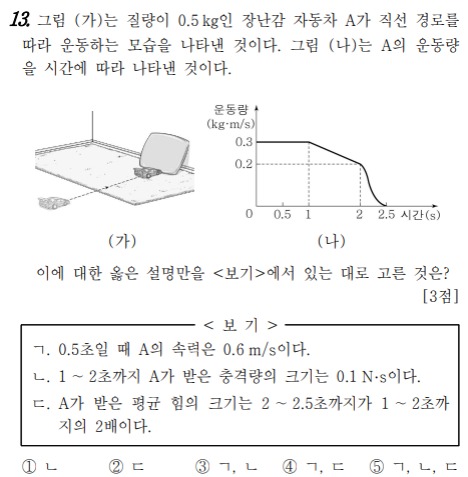 13. 그림 (가)는 질량이 0.5 kg인 장난감 자동차 A가 직선 경로를
따라 운동하는 모습을 나타낸 것이다. 그림 (나)는 A의 운동량
을 시간에 따라 나타낸 것이다.
운동량
(kg·m/s)
0.3
0.2
0 0.5 1 2 2.5 시간(s)
(가) (나)
이에 대한 옳은 설명만을 <보기>에서 있는 대로 고른 것은?
[3점]
< 보 기 >
ㄱ. 0.5초일 때 A의 속력은 0.6 m/s이다.
ㄴ. 1 ~ 2초까지 A가 받은 충격량의 크기는 0.1 N·s이다.
ㄷ. A가 받은 평균 힘의 크기는 2 ~ 2.5초까지가 1 ~ 2초까
지의 2배이다.
① ㄴ ② ㄷ ③ ㄱ, ㄴ ④ ㄱ, ㄷ ⑤ ㄱ, ㄴ, ㄷ